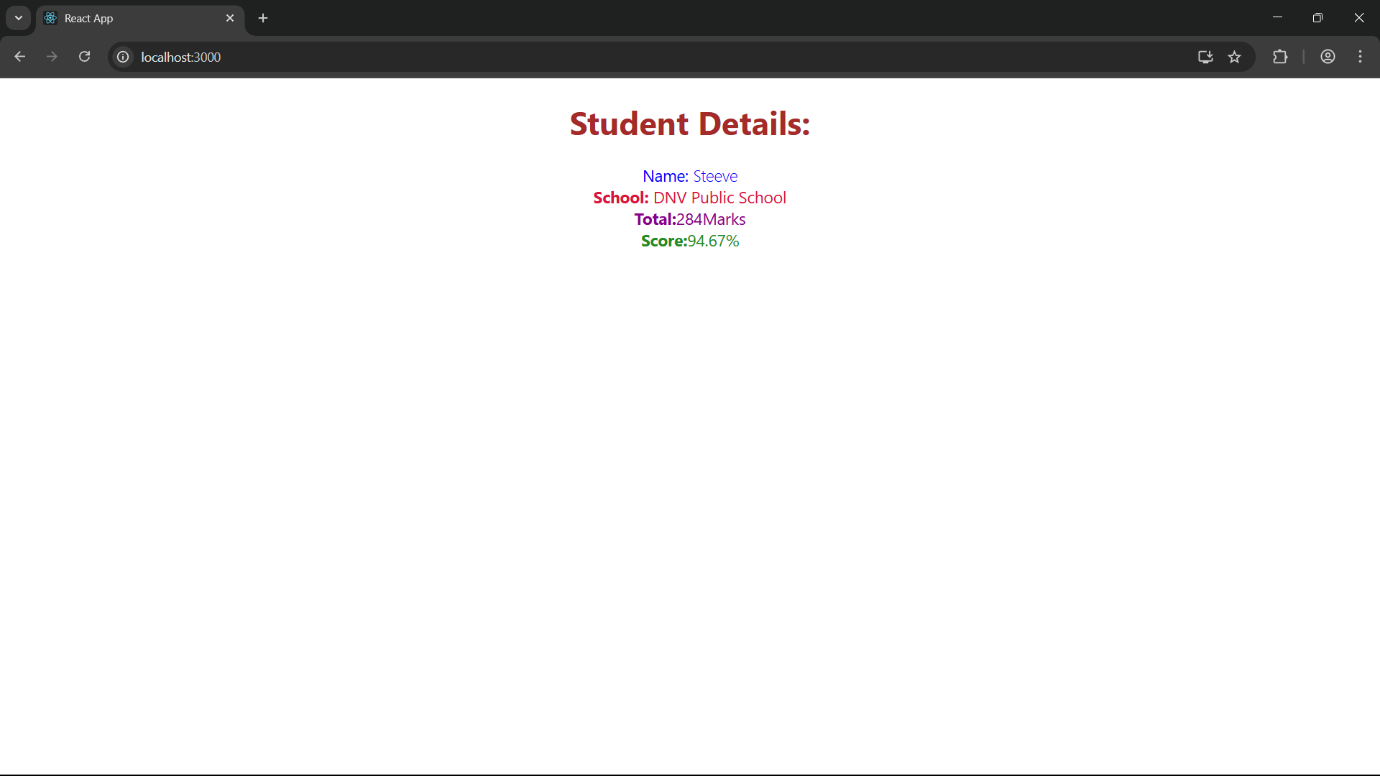 React App
localhost:3000
Student Details:
Name: Steeve
School: DNV Public School
Total:284Marks
Score:94.67%